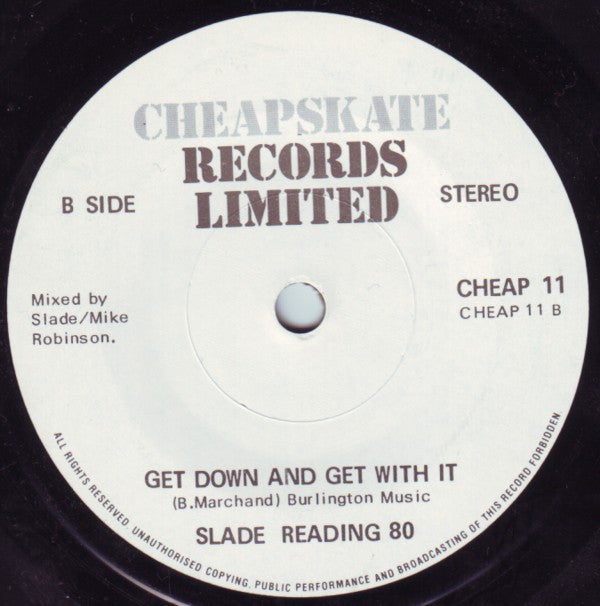 CHEAPSKATE
RECORDS
LIMITED
B SIDE
STEREO
Mixed by
Slade/Mike
Robinson.
CHEAP 11
CHEAP 11 B
GET DOWN AND GET WITH IT
(B.Marchand) Burlington Music
SLADE READING 80
ALL RIGHTS RESERVED. UNAUTHORISED COPYING, PUBLIC PERFORMANCE AND BROADCASTING OF THIS RECORD FORBIDDEN.